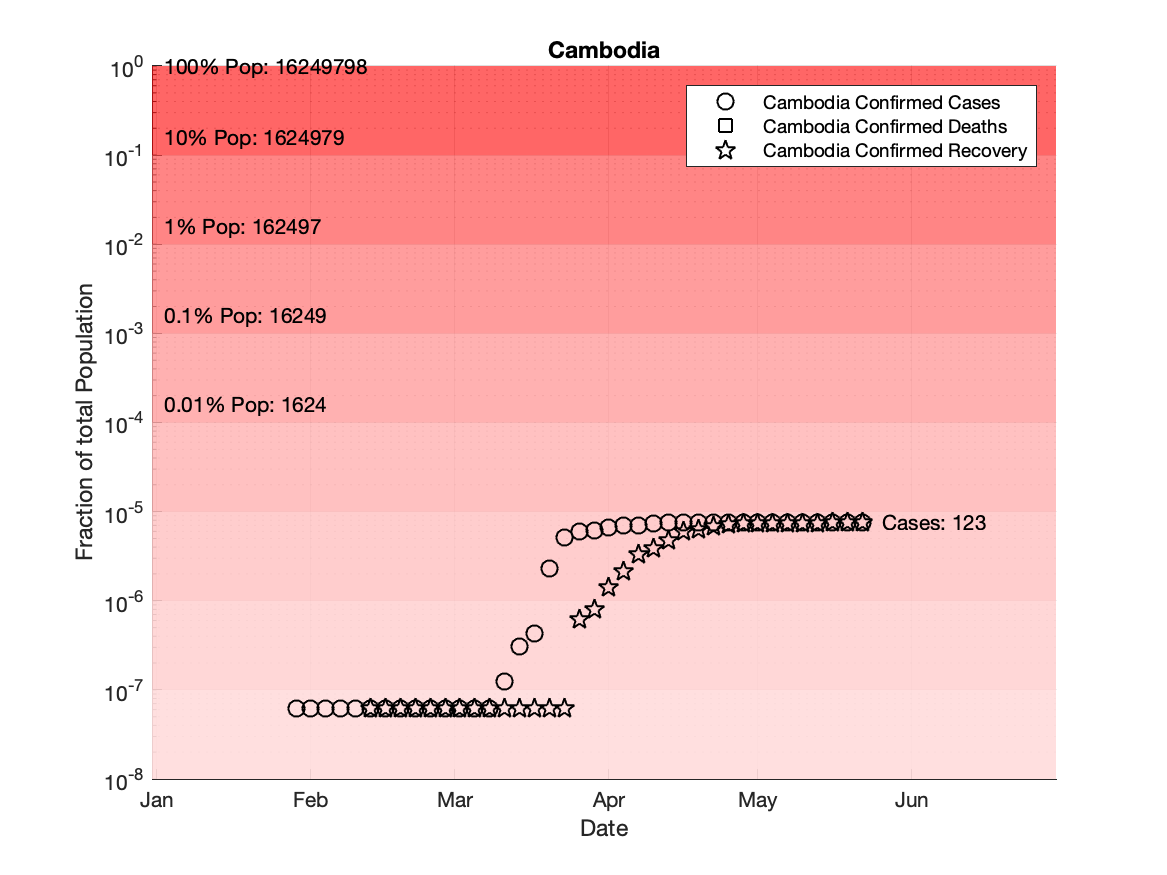 Cambodia
10^0
100% Pop: 16249798
Cambodia Confirmed Cases
Cambodia Confirmed Deaths
Cambodia Confirmed Recovery
10% Pop: 1624979
10^-1
1% Pop: 162497
10^-2
0.1% Pop: 16249
10^-3
0.01% Pop: 1624
10^-4
10^-5
Cases: 123
10^-6
10^-7
10^-8
Fraction of total Population
Jan Feb Mar Apr May Jun
Date